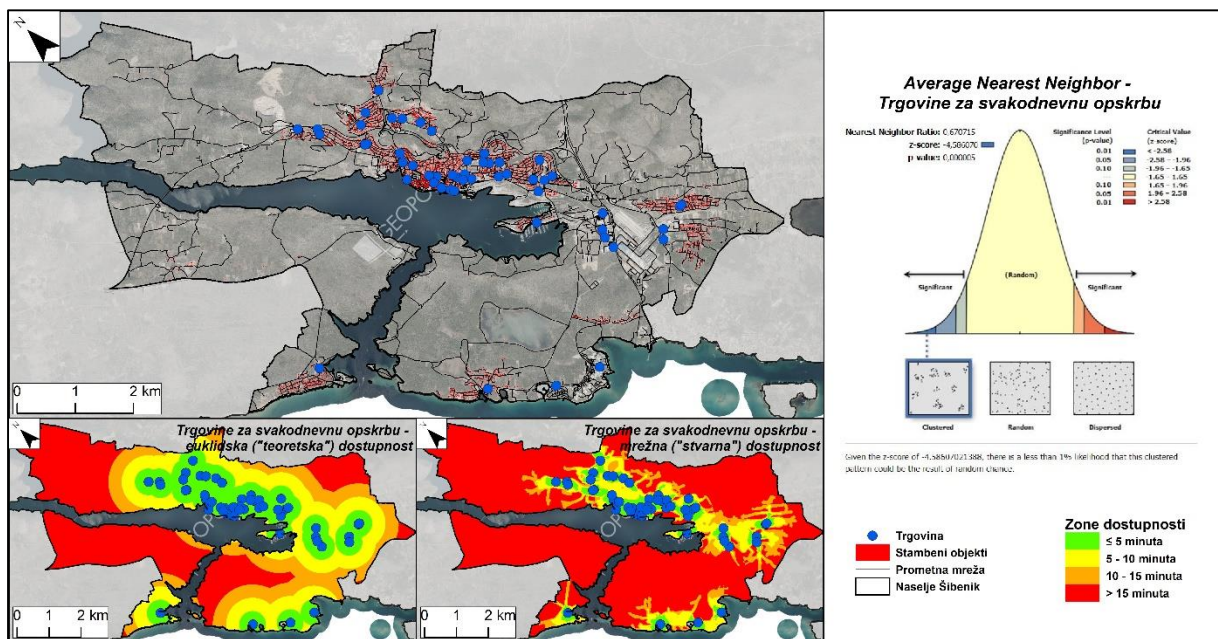 N
GEOPO
0 1 2 km
Average Nearest Neighbor -
Trgovine za svakodnevnu opskrbu
Nearest Neighbor Ratio: 0,670715
z-score: -4,586070
p-value: 0,000005
Significance Level
(p-value)
Critical Value
(z-score)
0.01 < -2.58
0.05 -2.58 - -1.96
0.10 -1.96 - -1.65
-1.65 - 1.65
0.10 1.65 - 1.96
0.05 1.96 - 2.58
0.01 > 2.58
(Random)
Significant
Significant
Clustered
Random
Dispersed
Given the z-score of -4.58607021388, there is a less than 1% likelihood that this clustered
pattern could be the result of random chance.
N
Trgovine za svakodnevnu opskrbu -
euklidska ("teoretska") dostupnost
0 1 2 km
N
Trgovine za svakodnevnu opskrbu -
mrežna ("stvarna") dostupnost
0 1 2 km
Trgovina
Stambeni objekti
Prometna mreža
Naselje Šibenik
Zone dostupnosti
≤ 5 minuta
5 - 10 minuta
10 - 15 minuta
> 15 minuta